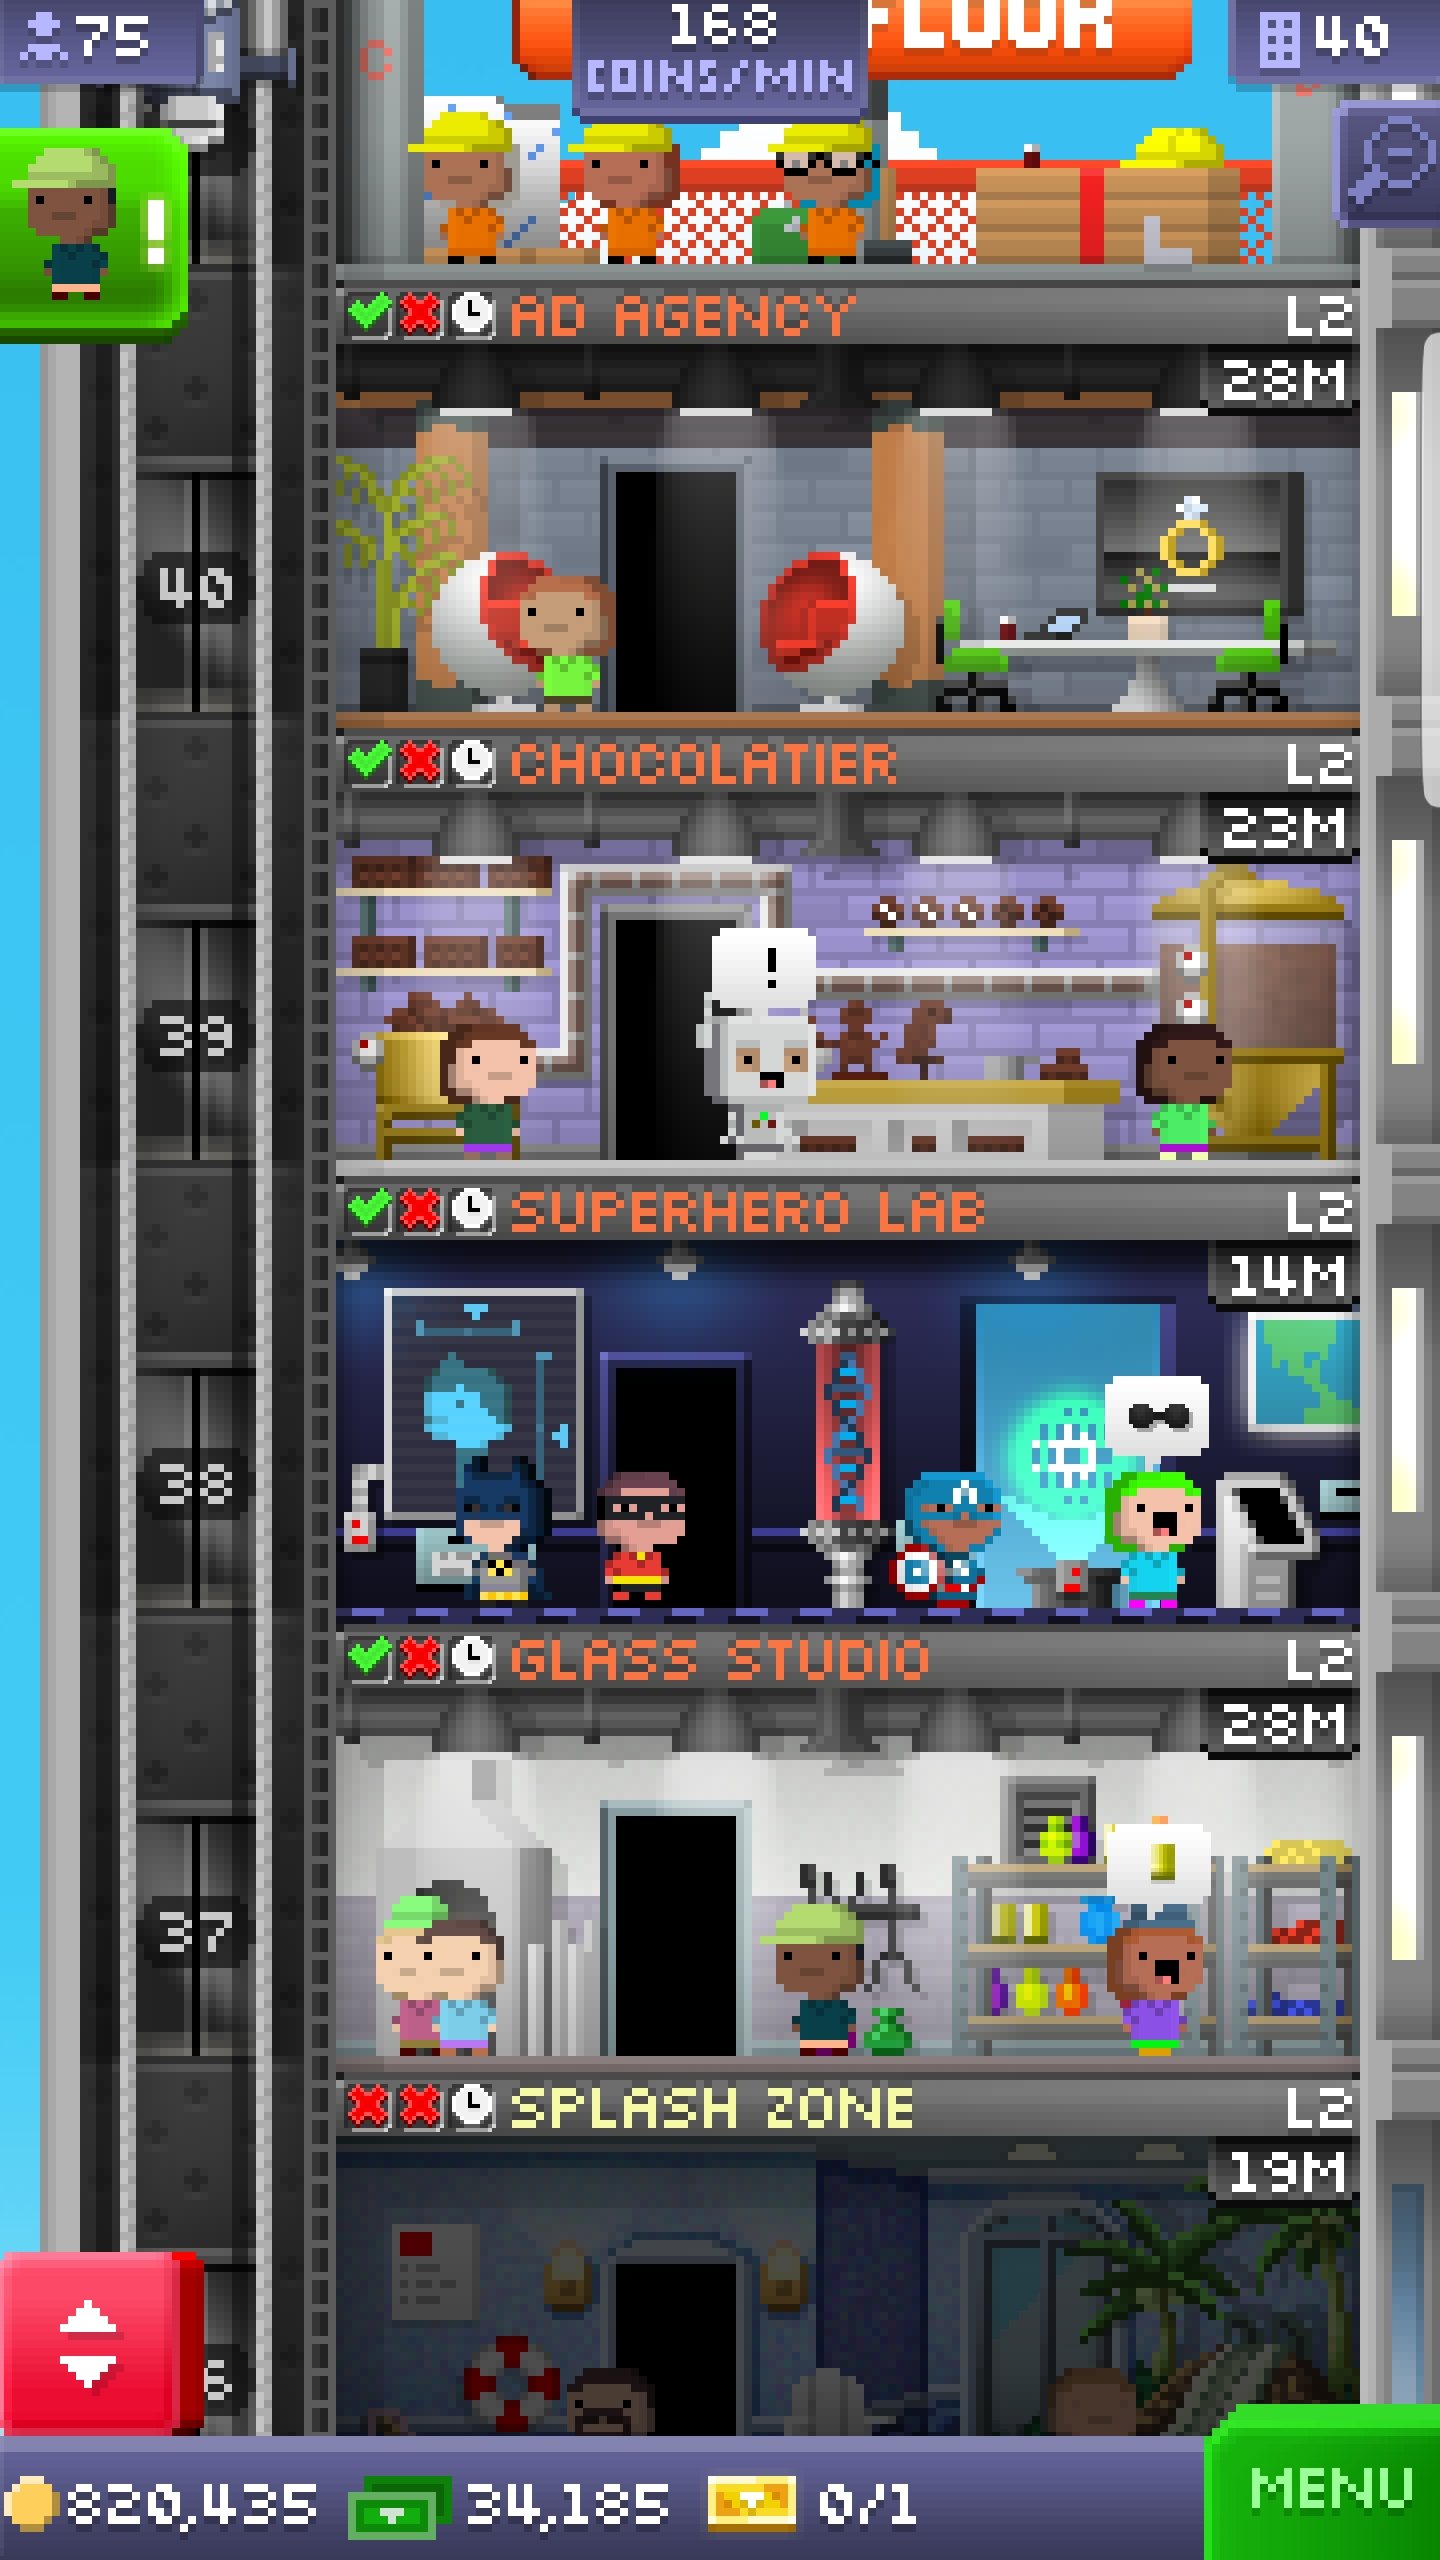 75
168
COINS/MIN
FLOOR
40
!
AD AGENCY
L2
28M
40
CHOCOLATIER
L2
23M
!
39
SUPERHERO LAB
L2
14M
38
GLASS STUDIO
L2
28M
37
SPLASH ZONE
L2
19M
820,435
34,185
0/1
MENU